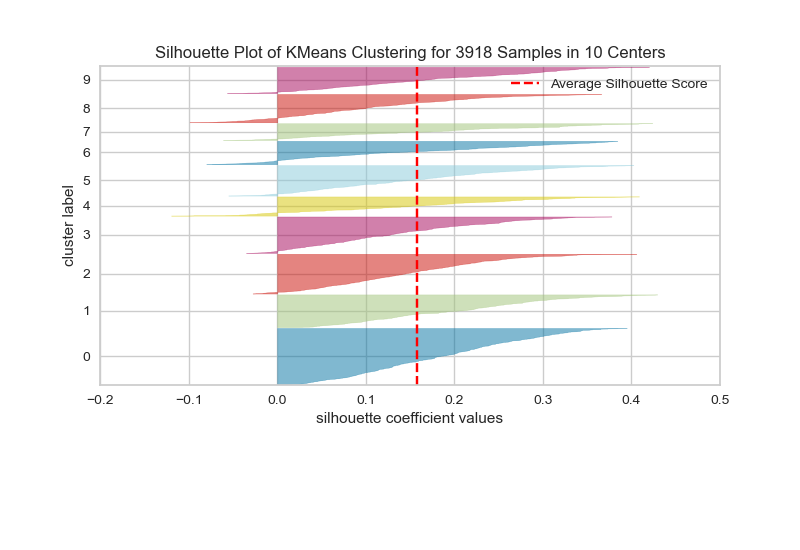 Silhouette Plot of KMeans Clustering for 3918 Samples in 10 Centers
Average Silhouette Score
cluster label
9
8
7
6
5
4
3
2
1
0
−0.2 −0.1 0.0 0.1 0.2 0.3 0.4 0.5
silhouette coefficient values